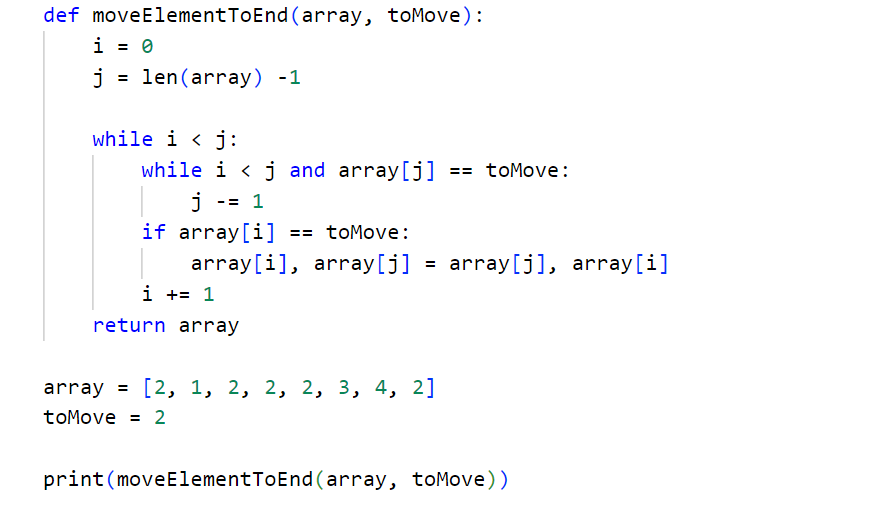 def moveElementToEnd(array, toMove):
    i = 0
    j = len(array) -1

    while i < j:
        while i < j and array[j] == toMove:
            j -= 1
        if array[i] == toMove:
            array[i], array[j] = array[j], array[i]
        i += 1
    return array

array = [2, 1, 2, 2, 2, 3, 4, 2]
toMove = 2

print(moveElementToEnd(array, toMove))